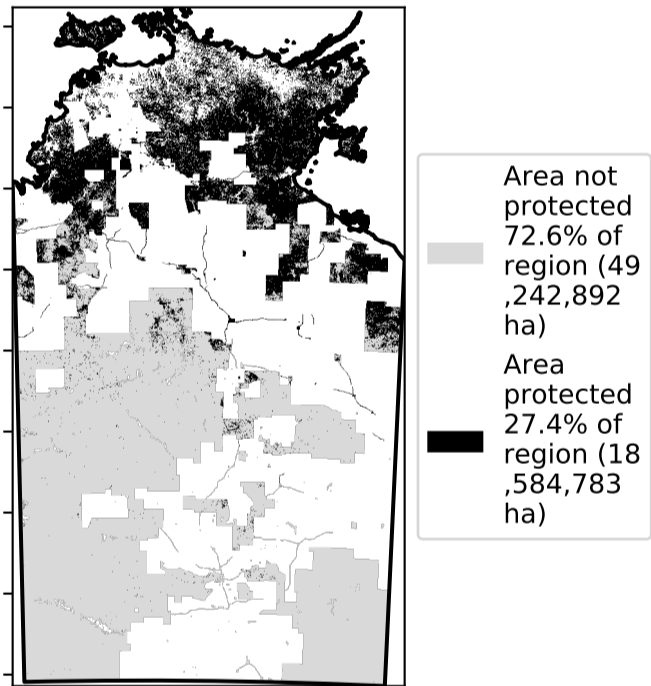 Area not
protected
72.6% of
region (49
,242,892
ha)
Area
protected
27.4% of
region (18
,584,783
ha)